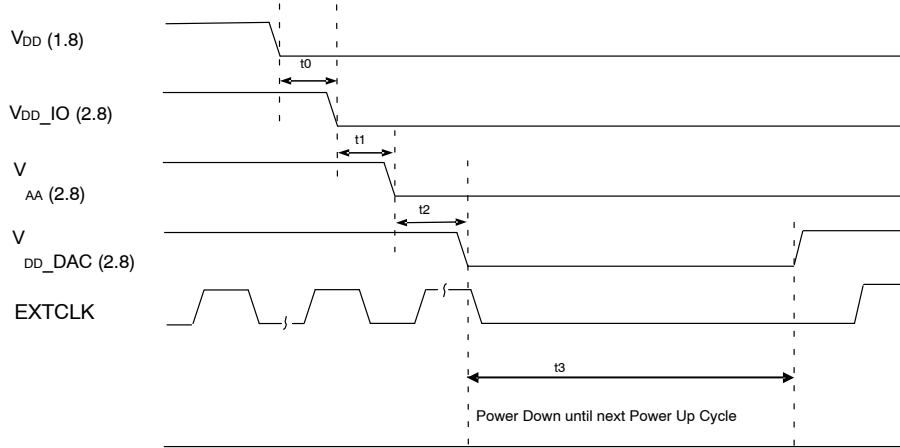 VDD (1.8)
t0
VDD_IO (2.8)
t1
V
AA (2.8)
t2
V
DD_DAC (2.8)
EXTCLK
t3
Power Down until next Power Up Cycle